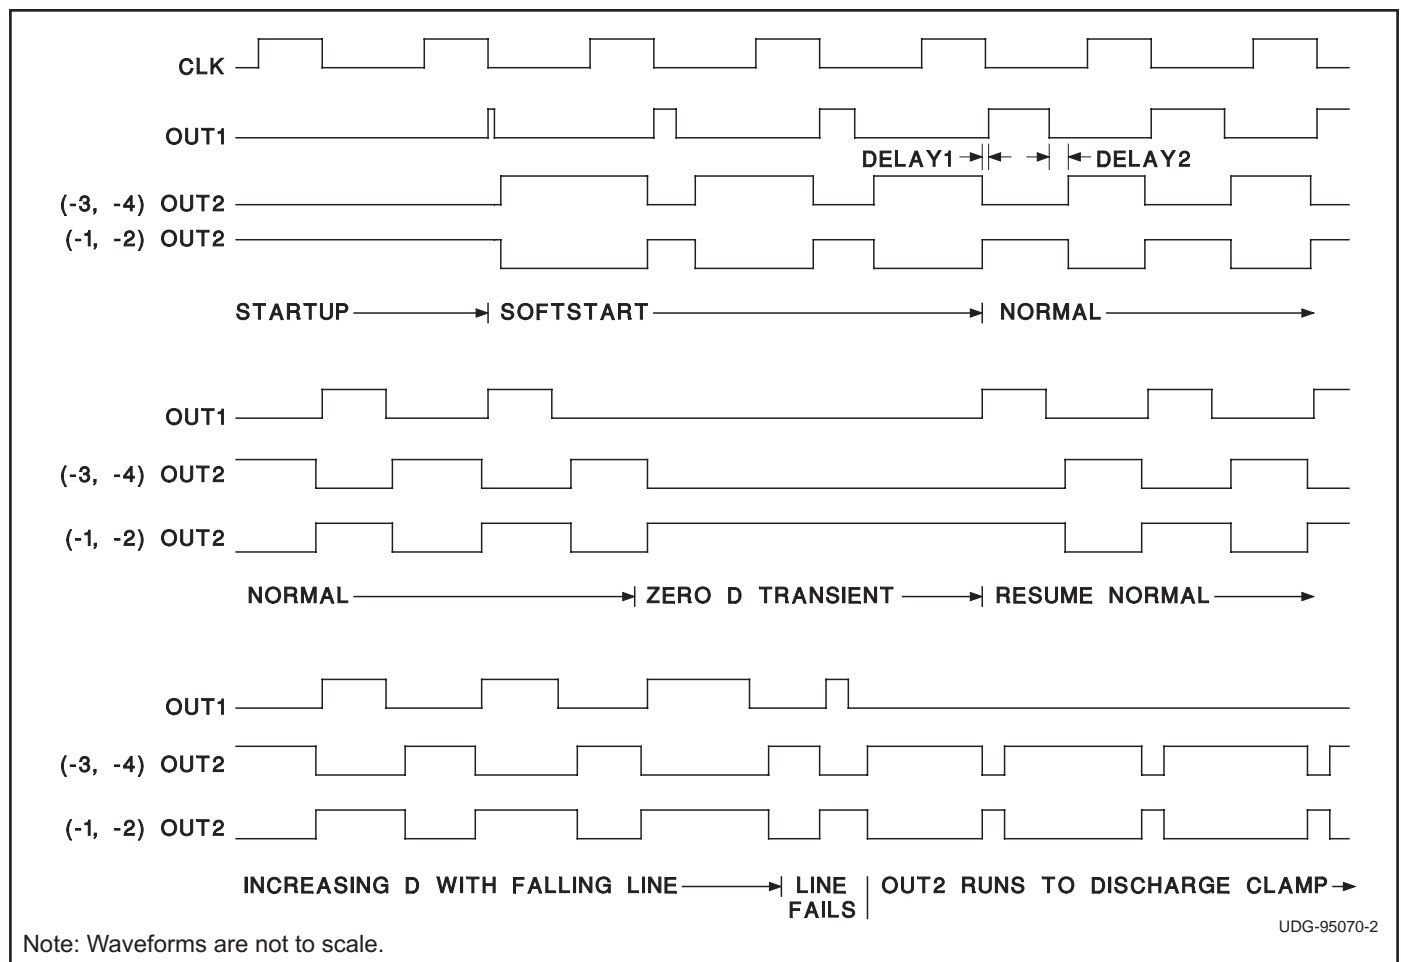 CLK
OUT1
DELAY1 DELAY2
(-3, -4) OUT2
(-1, -2) OUT2
STARTUP SOFTSTART NORMAL
OUT1
(-3, -4) OUT2
(-1, -2) OUT2
NORMAL ZERO D TRANSIENT RESUME NORMAL
OUT1
(-3, -4) OUT2
(-1, -2) OUT2
INCREASING D WITH FALLING LINE LINE FAILS OUT2 RUNS TO DISCHARGE CLAMP
UDG-95070-2
Note: Waveforms are not to scale.